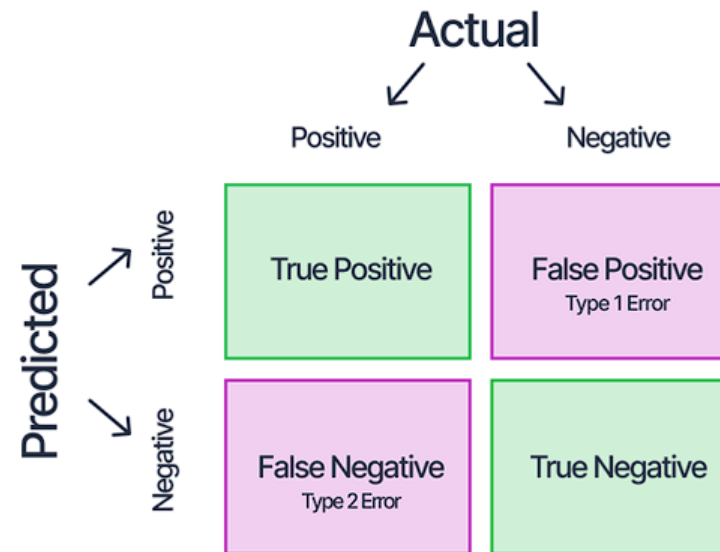 Actual
Positive
Negative
Predicted
Positive
True Positive
False Positive
Type 1 Error
Negative
False Negative
Type 2 Error
True Negative